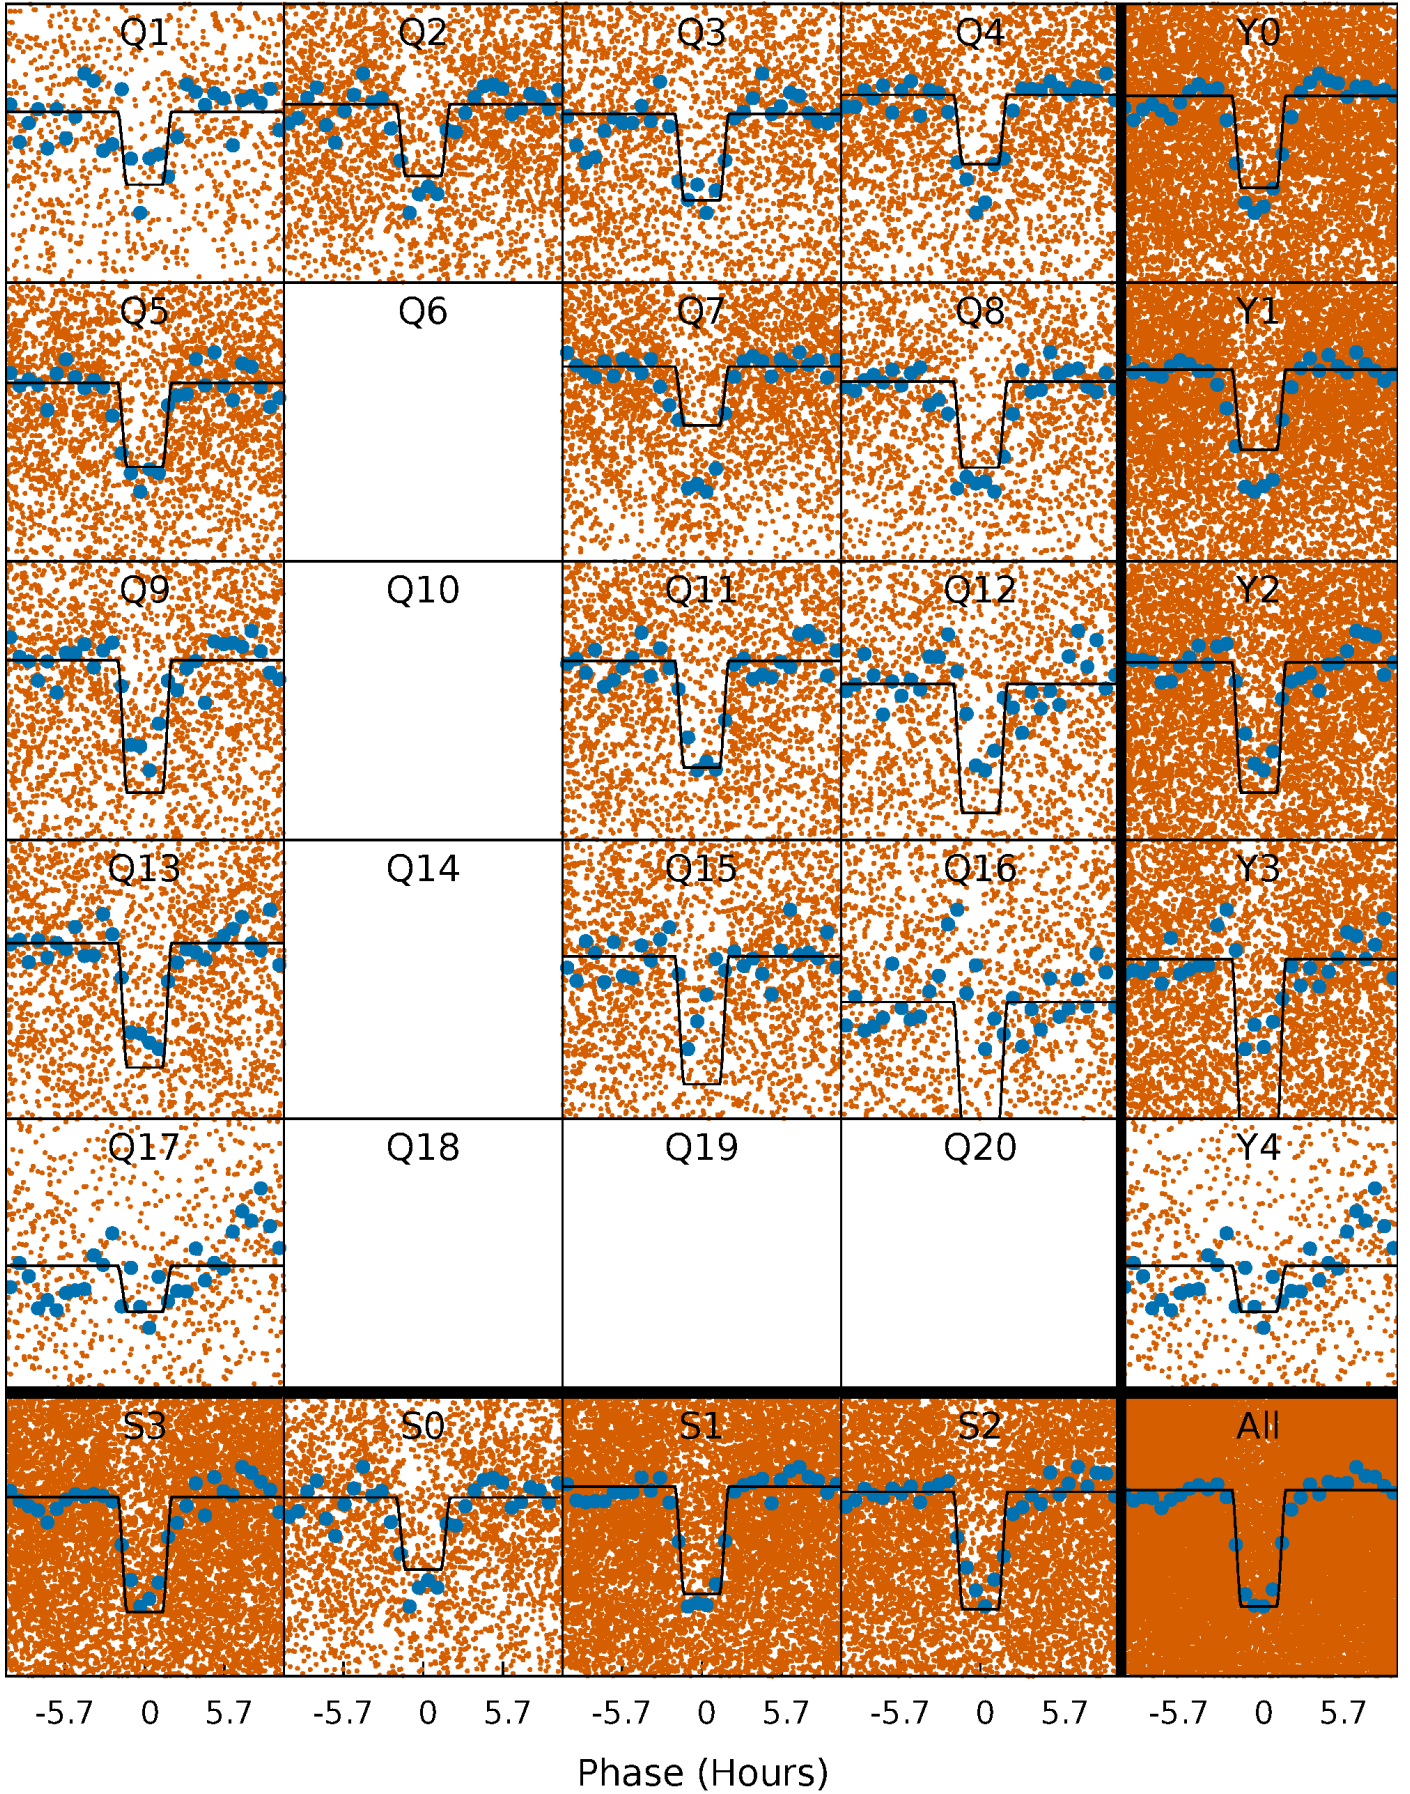 Q1 Q2 Q3 Q4 Y0
Q5 Q6 Q7 Q8 Y1
Q9 Q10 Q11 Q12 Y2
Q13 Q14 Q15 Q16 Y3
Q17 Q18 Q19 Q20 Y4
S3 S0 S1 S2 All
-5.7 0 5.7 -5.7 0 5.7 -5.7 0 5.7 -5.7 0 5.7 -5.7 0 5.7
Phase (Hours)